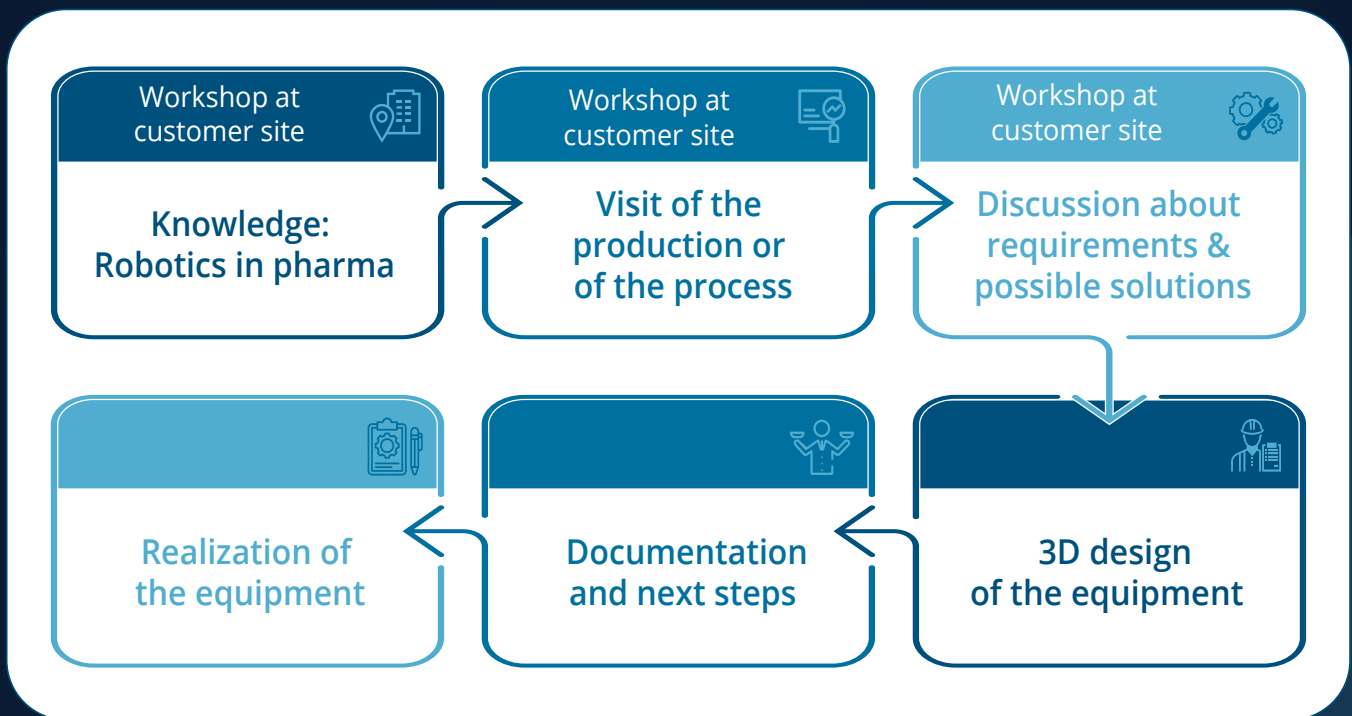 Workshop at
customer site
Knowledge:
Robotics in pharma
Workshop at
customer site
Visit of the
production or
of the process
Workshop at
customer site
Discussion about
requirements &
possible solutions
3D design
of the equipment
Documentation
and next steps
Realization of
the equipment